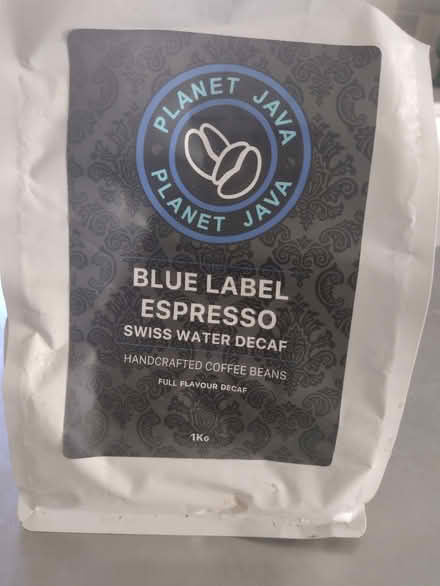 PLANET JAVA
PLANET JAVA
BLUE LABEL
ESPRESSO
SWISS WATER DECAF
HANDCRAFTED COFFEE BEANS
FULL FLAVOUR DECAF
1KG